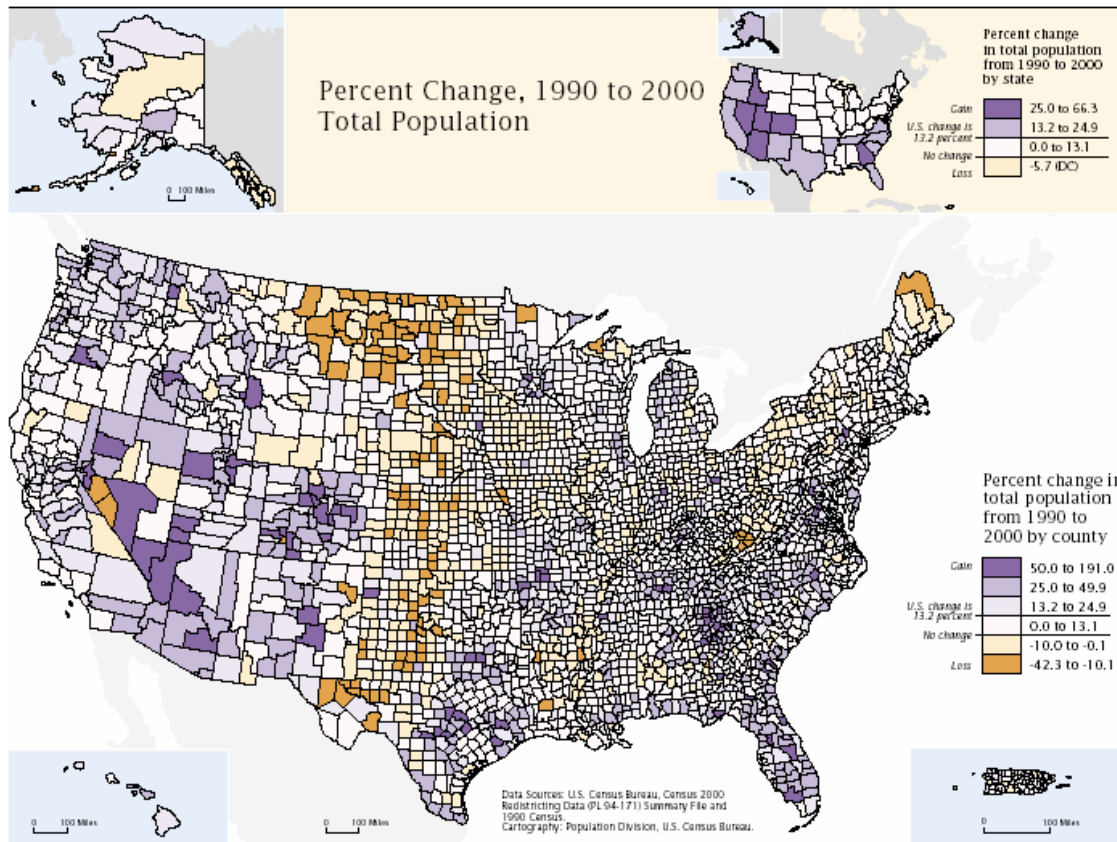 Percent Change, 1990 to 2000
Total Population
0 100 Miles
Percent change
in total population
from 1990 to 2000
by state
Gain
U.S. change is
13.2 percent
No change
Loss
25.0 to 66.3
13.2 to 24.9
0.0 to 13.1
-5.7 (DC)
Percent change in
total population
from 1990 to
2000 by county
Gain
U.S. change is
13.2 percent
No change
Loss
50.0 to 191.0
25.0 to 49.9
13.2 to 24.9
0.0 to 13.1
-10.0 to -0.1
-42.3 to -10.1
0 100 Miles
0 100 Miles
Data Sources: U.S. Census Bureau, Census 2000
Redistricting Data (PL 94-171) Summary File and
1990 Census.
Cartography: Population Division, U.S. Census Bureau.
0 100 Miles